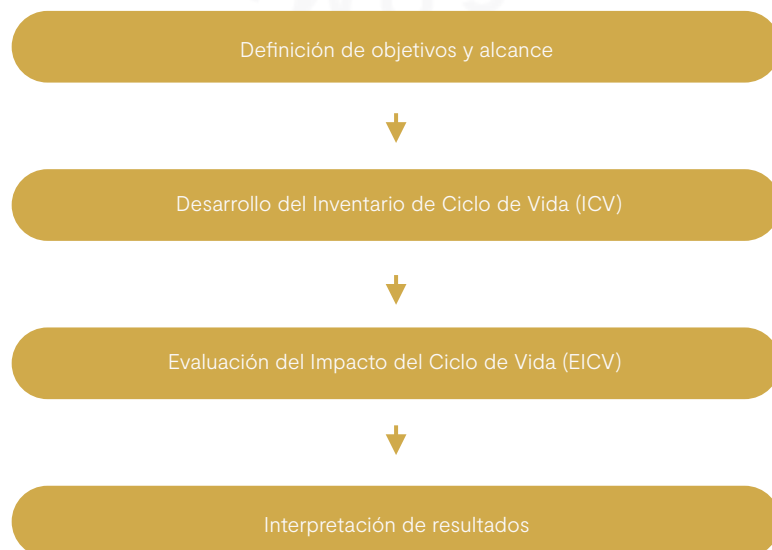 Definición de objetivos y alcance
Desarrollo del Inventario de Ciclo de Vida (ICV)
Evaluación del Impacto del Ciclo de Vida (EICV)
Interpretación de resultados